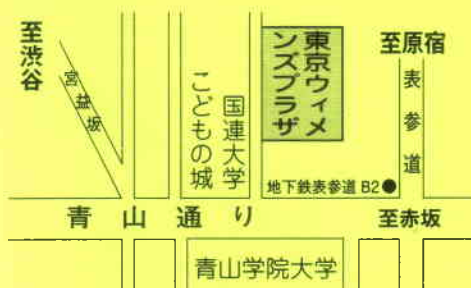 至渋谷
宮益坂
こどもの城
国連大学
東京ウィメ
ンズプラザ
至原宿
表参道
地下鉄表参道 B2●
青山通り
至赤坂
青山学院大学